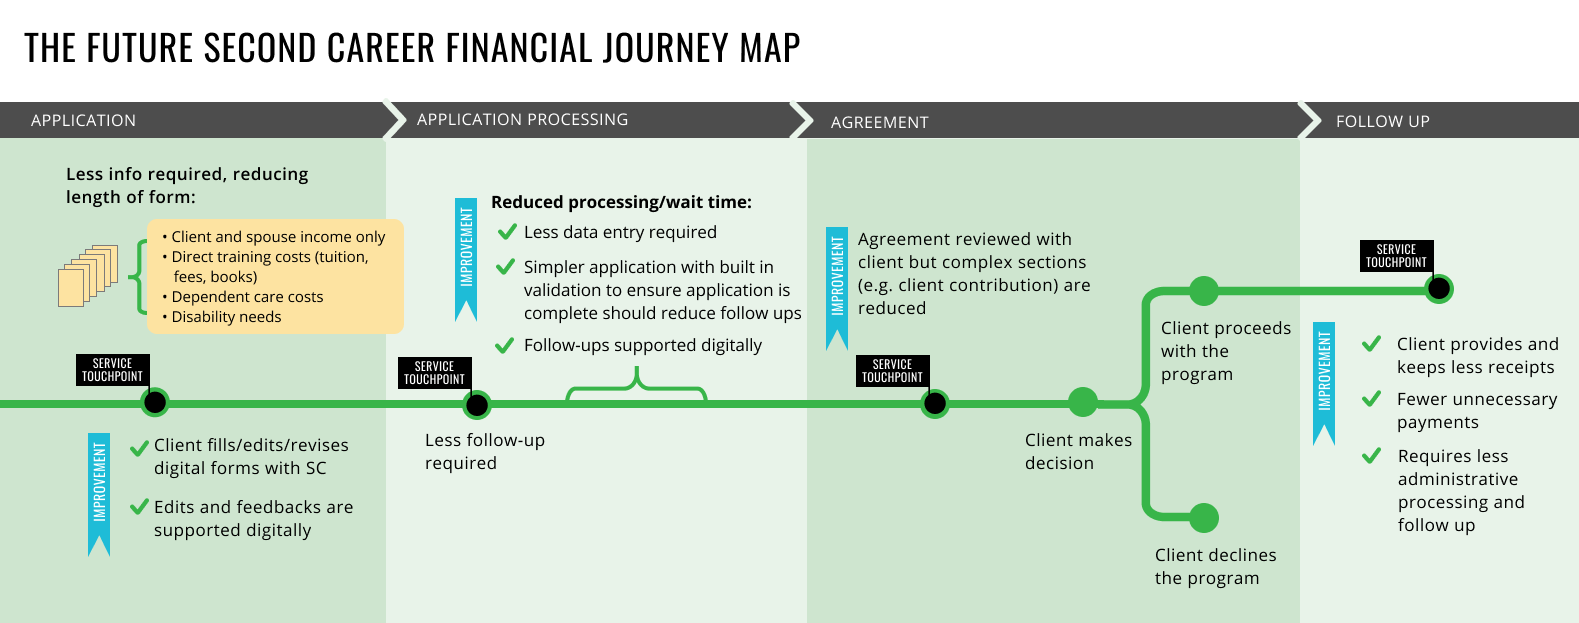 THE FUTURE SECOND CAREER FINANCIAL JOURNEY MAP
APPLICATION
APPLICATION PROCESSING
AGREEMENT
FOLLOW UP
Less info required, reducing
length of form:
• Client and spouse income only
• Direct training costs (tuition,
fees, books)
• Dependent care costs
• Disability needs
SERVICE
TOUCHPOINT
IMPROVEMENT
Client fills/edits/revises
digital forms with SC
Edits and feedbacks are
supported digitally
IMPROVEMENT
Reduced processing/wait time:
Less data entry required
Simpler application with built in
validation to ensure application is
complete should reduce follow ups
Follow-ups supported digitally
SERVICE
TOUCHPOINT
Less follow-up
required
IMPROVEMENT
Agreement reviewed with
client but complex sections
(e.g. client contribution) are
reduced
SERVICE
TOUCHPOINT
Client makes
decision
Client proceeds
with the
program
Client declines
the program
SERVICE
TOUCHPOINT
IMPROVEMENT
Client provides and
keeps less receipts
Fewer unnecessary
payments
Requires less
administrative
processing and
follow up